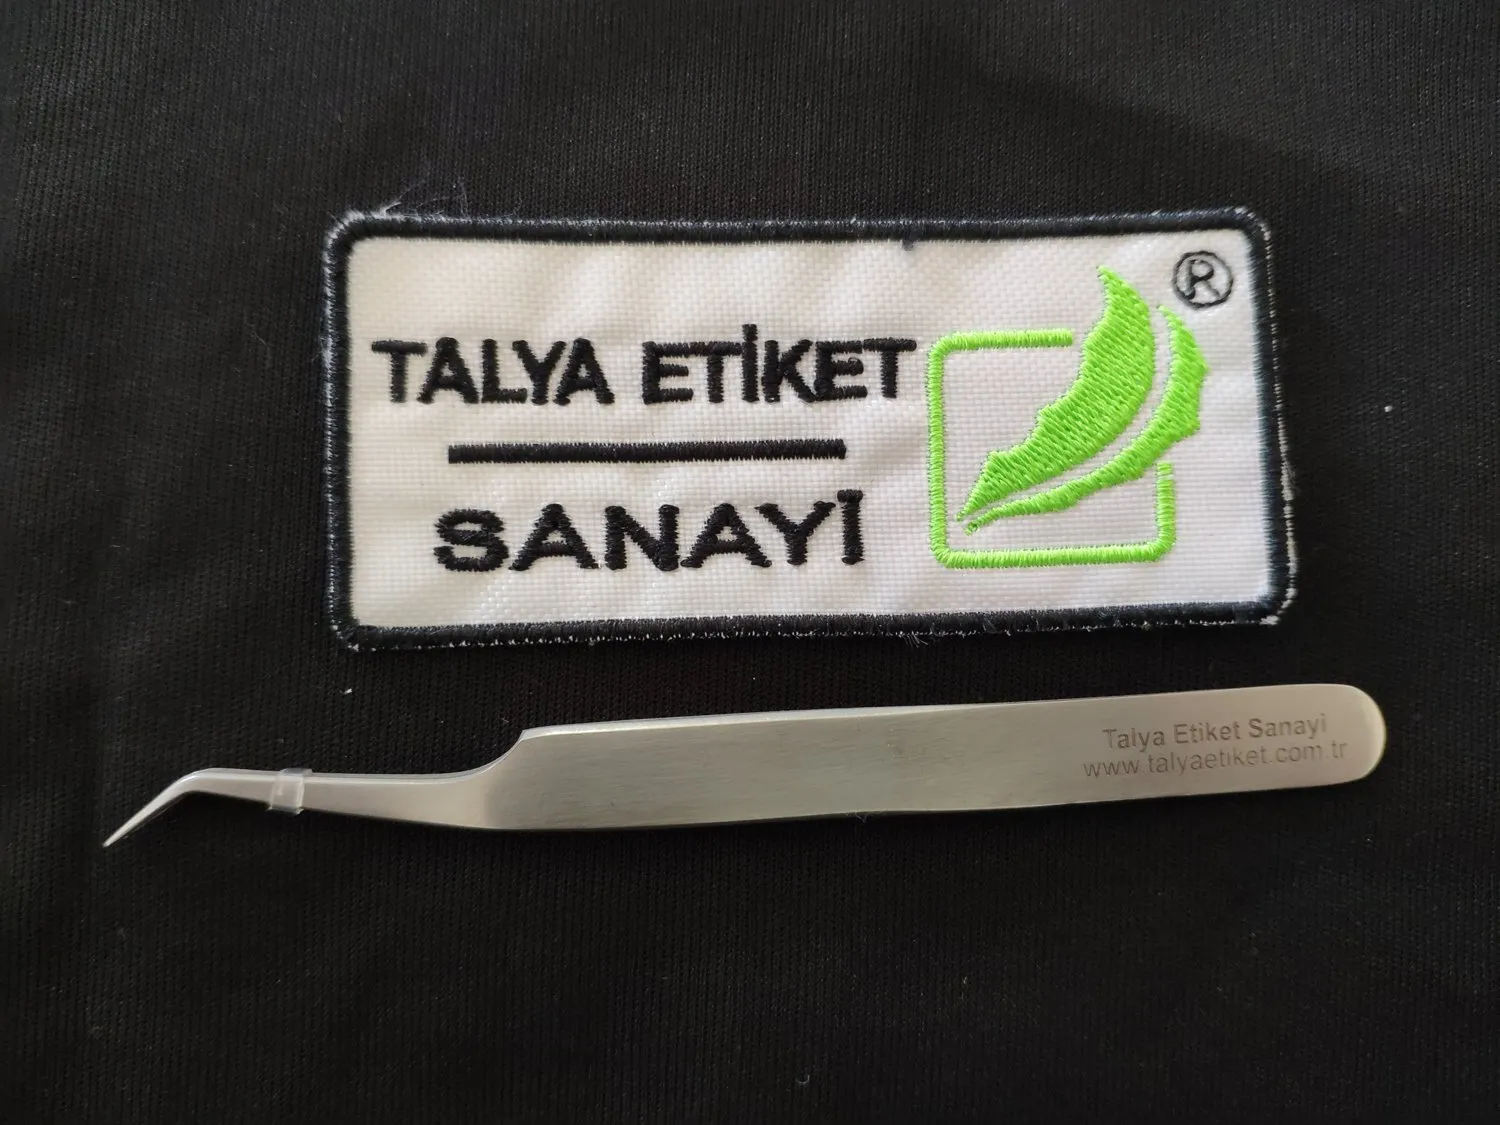 TALYA ETİKET
SANAYİ
®
Talya Etiket Sanayi
www.talyaetiket.com.tr